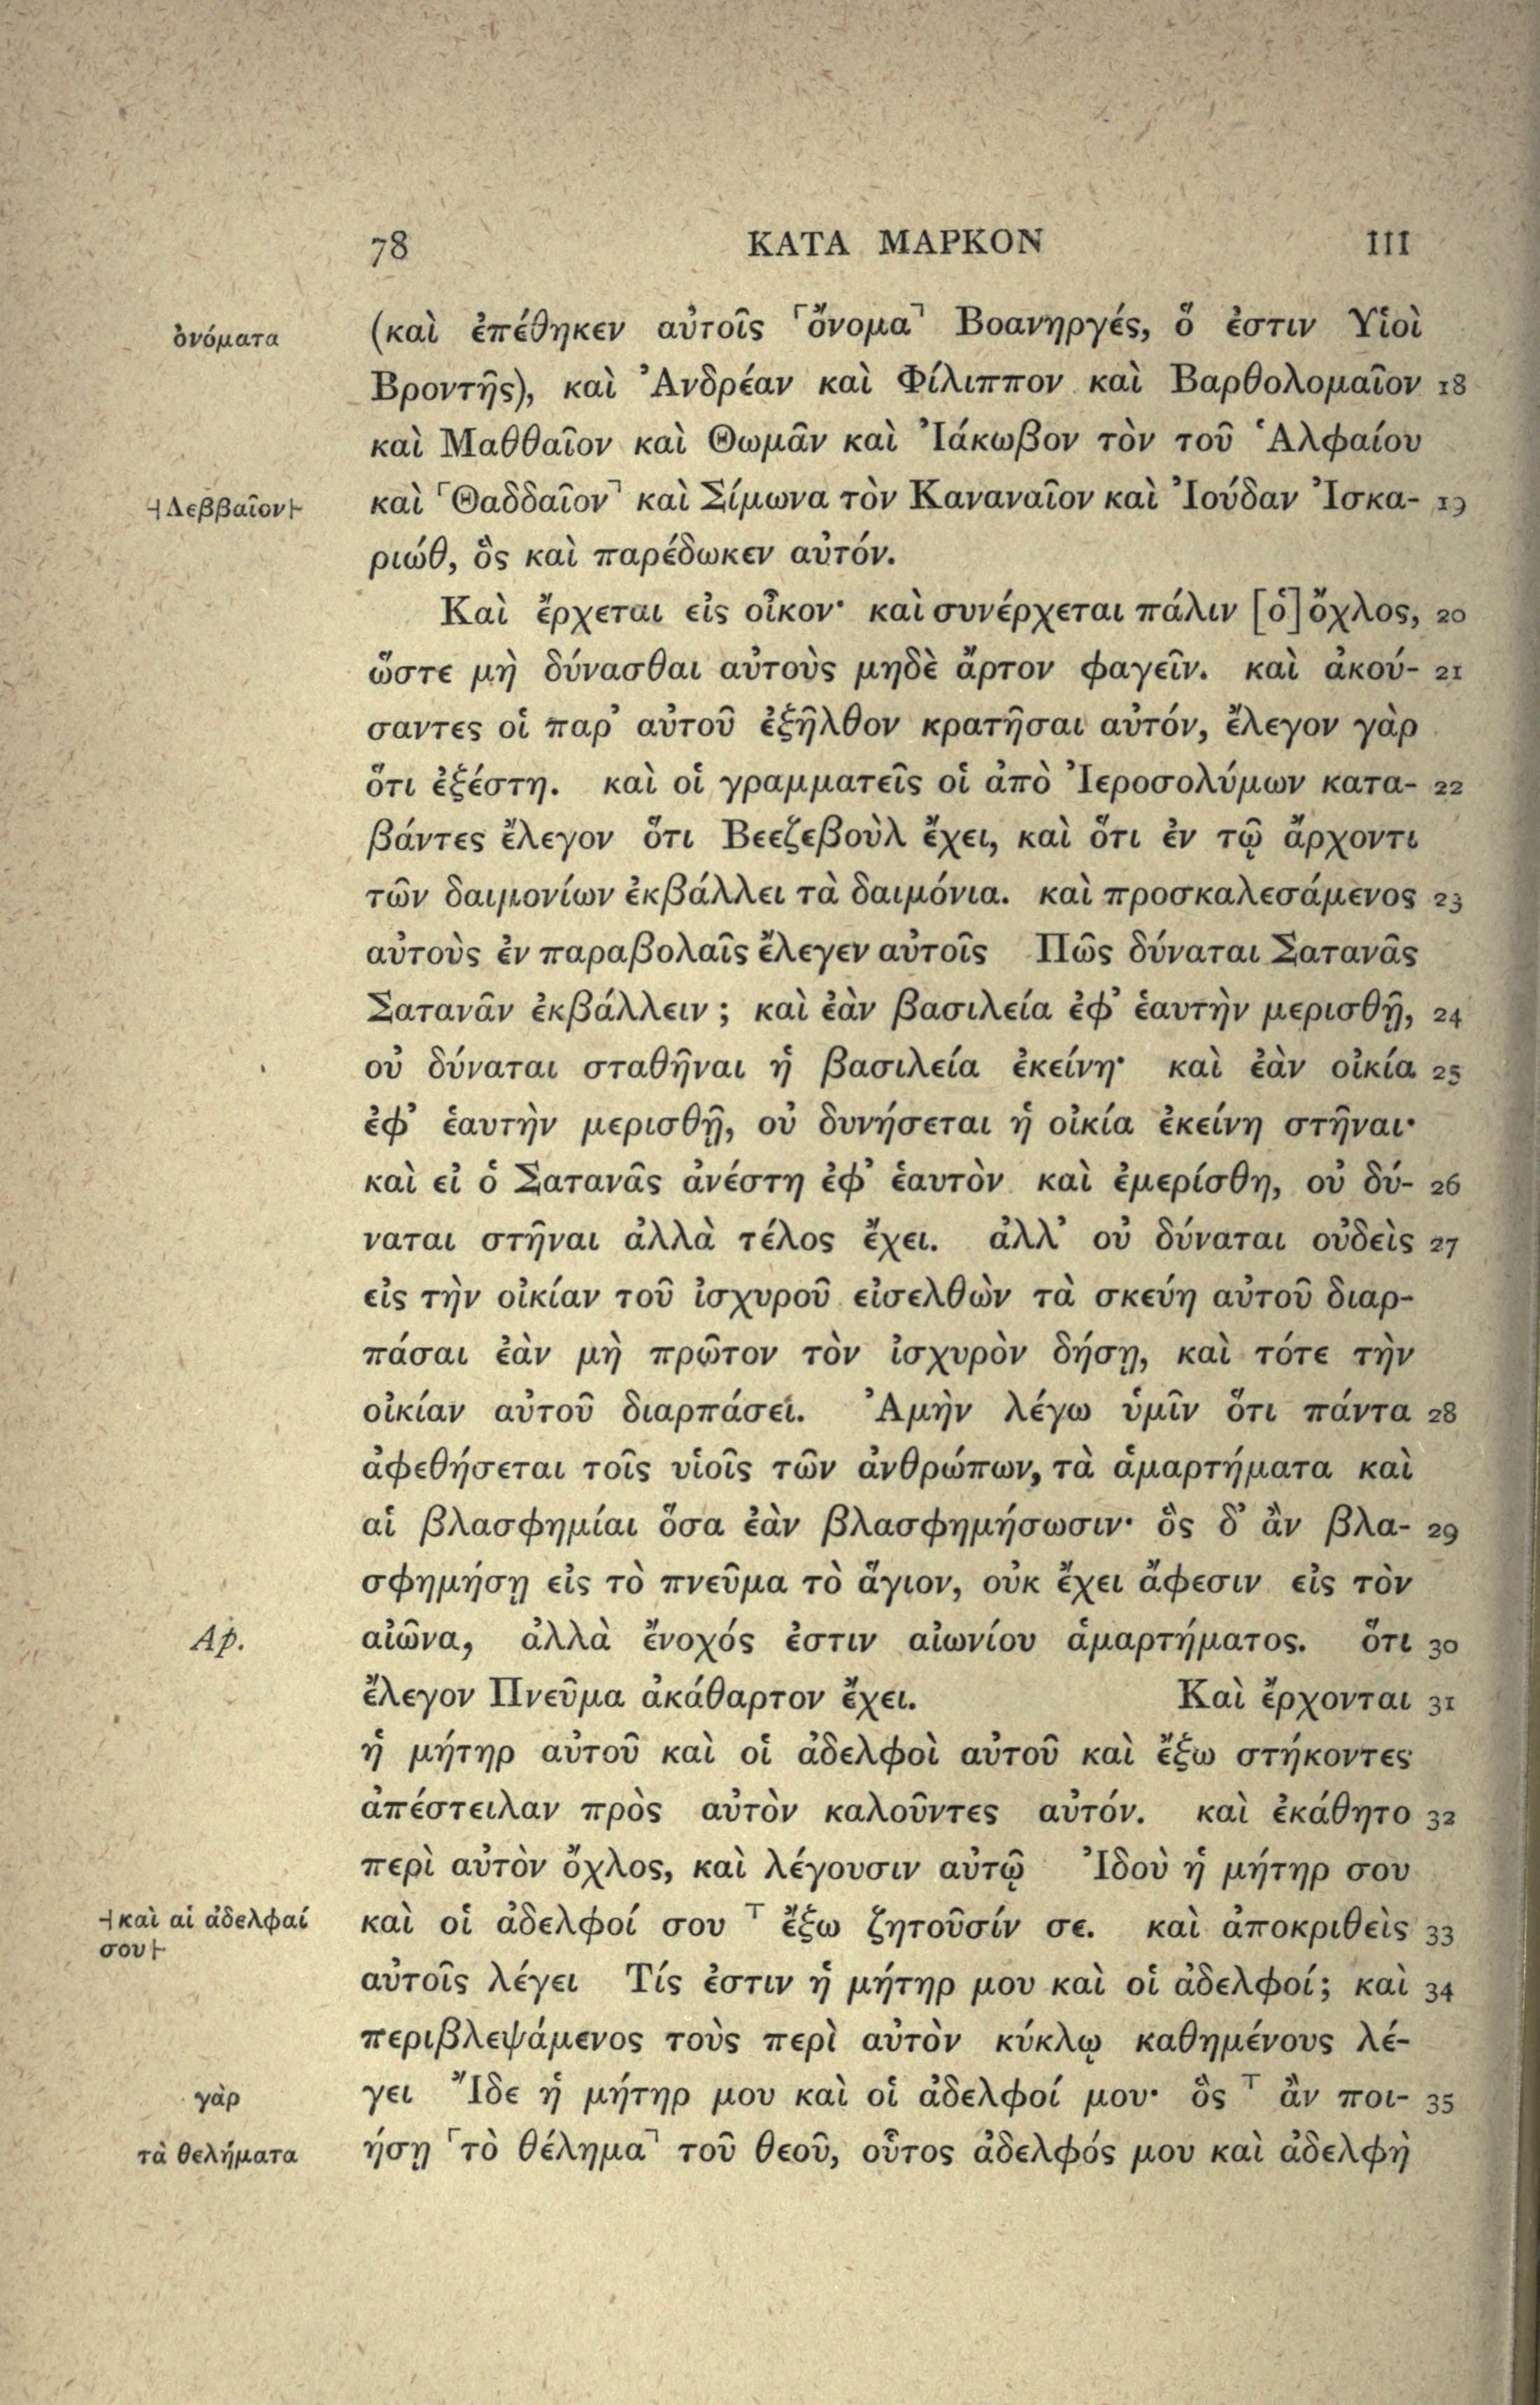 78 ΚΑΤΑ ΜΑΡΚΟΝ III
ὀνόματα (καὶ ἐπέθηκεν αὐτοῖς ⌜ὄνομα⌝ Βοανηργές, ὅ ἐστιν Υἱοὶ
Βροντῆς), καὶ Ἀνδρέαν καὶ Φίλιππον καὶ Βαρθολομαῖον 18
καὶ Μαθθαῖον καὶ Θωμᾶν καὶ Ἰάκωβον τὸν τοῦ Ἁλφαίου
⊣Λεββαῖον⊢ καὶ ⌜Θαδδαῖον⌝ καὶ Σίμωνα τὸν Καναναῖον καὶ Ἰούδαν Ἰσκα- 19
ριώθ, ὃς καὶ παρέδωκεν αὐτόν.
Καὶ ἔρχεται εἰς οἶκον· καὶ συνέρχεται πάλιν [ὁ] ὄχλος, 20
ὥστε μὴ δύνασθαι αὐτοὺς μηδὲ ἄρτον φαγεῖν. καὶ ἀκού- 21
σαντες οἱ παρ᾽ αὐτοῦ ἐξῆλθον κρατῆσαι αὐτόν, ἔλεγον γὰρ
ὅτι ἐξέστη. καὶ οἱ γραμματεῖς οἱ ἀπὸ Ἰεροσολύμων κατα- 22
βάντες ἔλεγον ὅτι Βεεζεβοὺλ ἔχει, καὶ ὅτι ἐν τῷ ἄρχοντι
τῶν δαιμονίων ἐκβάλλει τὰ δαιμόνια. καὶ προσκαλεσάμενος 23
αὐτοὺς ἐν παραβολαῖς ἔλεγεν αὐτοῖς Πῶς δύναται Σατανᾶς
Σατανᾶν ἐκβάλλειν; καὶ ἐὰν βασιλεία ἐφ᾽ ἑαυτὴν μερισθῇ, 24
οὐ δύναται σταθῆναι ἡ βασιλεία ἐκείνη· καὶ ἐὰν οἰκία 25
ἐφ᾽ ἑαυτὴν μερισθῇ, οὐ δυνήσεται ἡ οἰκία ἐκείνη στῆναι·
καὶ εἰ ὁ Σατανᾶς ἀνέστη ἐφ᾽ ἑαυτὸν καὶ ἐμερίσθη, οὐ δύ- 26
ναται στῆναι ἀλλὰ τέλος ἔχει. ἀλλ᾽ οὐ δύναται οὐδεὶς 27
εἰς τὴν οἰκίαν τοῦ ἰσχυροῦ εἰσελθὼν τὰ σκεύη αὐτοῦ διαρ-
πάσαι ἐὰν μὴ πρῶτον τὸν ἰσχυρὸν δήσῃ, καὶ τότε τὴν
οἰκίαν αὐτοῦ διαρπάσει. Ἀμὴν λέγω ὑμῖν ὅτι πάντα 28
ἀφεθήσεται τοῖς υἱοῖς τῶν ἀνθρώπων, τὰ ἁμαρτήματα καὶ
αἱ βλασφημίαι ὅσα ἐὰν βλασφημήσωσιν· ὃς δ᾽ ἂν βλα- 29
σφημήσῃ εἰς τὸ πνεῦμα τὸ ἅγιον, οὐκ ἔχει ἄφεσιν εἰς τὸν
Ap. αἰῶνα, ἀλλὰ ἔνοχός ἐστιν αἰωνίου ἁμαρτήματος. ὅτι 30
ἔλεγον Πνεῦμα ἀκάθαρτον ἔχει. Καὶ ἔρχονται 31
ἡ μήτηρ αὐτοῦ καὶ οἱ ἀδελφοὶ αὐτοῦ καὶ ἔξω στήκοντες
ἀπέστειλαν πρὸς αὐτὸν καλοῦντες αὐτόν. καὶ ἐκάθητο 32
περὶ αὐτὸν ὄχλος, καὶ λέγουσιν αὐτῷ Ἰδοὺ ἡ μήτηρ σου
⊣καὶ αἱ ἀδελφαί καὶ οἱ ἀδελφοί σου ⊤ ἔξω ζητοῦσίν σε. καὶ ἀποκριθεὶς 33
σου⊢
αὐτοῖς λέγει Τίς ἐστιν ἡ μήτηρ μου καὶ οἱ ἀδελφοί; καὶ 34
περιβλεψάμενος τοὺς περὶ αὐτὸν κύκλῳ καθημένους λέ-
γὰρ γει Ἴδε ἡ μήτηρ μου καὶ οἱ ἀδελφοί μου· ὃς ⊤ ἂν ποι- 35
τὰ θελήματα ήσῃ ⌜τὸ θέλημα⌝ τοῦ θεοῦ, οὗτος ἀδελφός μου καὶ ἀδελφὴ